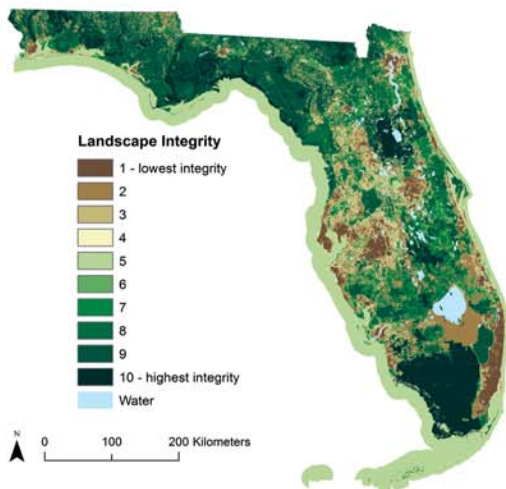 Landscape Integrity
1 - lowest integrity
2
3
4
5
6
7
8
9
10 - highest integrity
Water
N
0 100 200 Kilometers